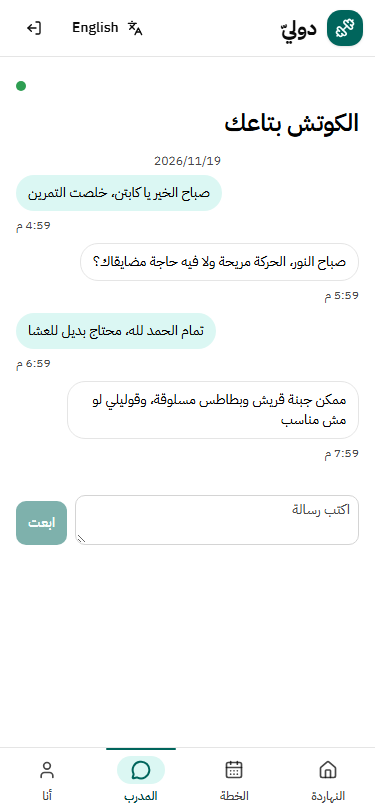 دوليّ
English
الكوتش بتاعك
2026/11/19
صباح الخير يا كابتن، خلصت التمرين
4:59 م
صباح النور، الحركة مريحة ولا فيه حاجة مضايقاك؟
5:59 م
تمام الحمد لله، محتاج بديل للعشا
6:59 م
ممكن جبنة قريش وبطاطس مسلوقة، وقوليلي لو
مش مناسب
7:59 م
اكتب رسالة
ابعت
النهاردة
الخطة
المدرب
أنا